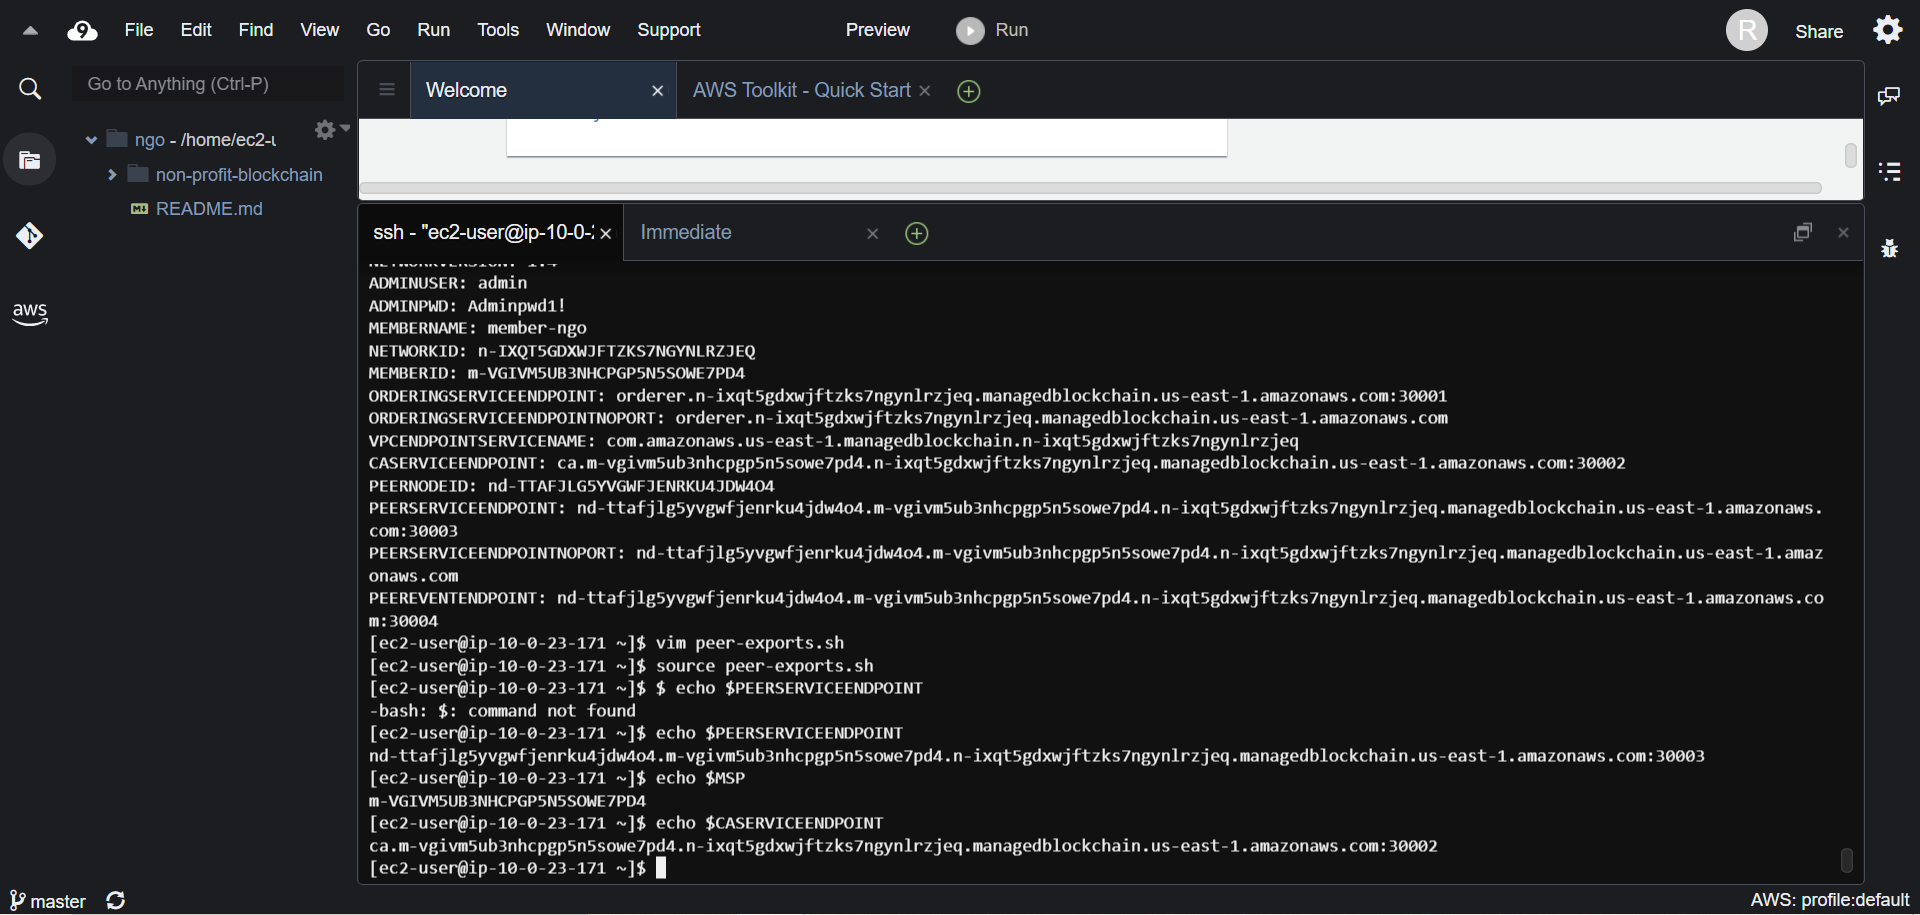 File Edit Find View Go Run Tools Window Support Preview Run R Share
Go to Anything (Ctrl-P)
Welcome
AWS Toolkit - Quick Start
ngo - /home/ec2-u
non-profit-blockchain
README.md
aws
ssh - "ec2-user@ip-10-0-2
Immediate
NETWORKVERSION: 1.4
ADMINUSER: admin
ADMINPWD: Adminpwd1!
MEMBERNAME: member-ngo
NETWORKID: n-IXQT5GDXWJFTZKS7NGYNLRZJEQ
MEMBERID: m-VGIVM5UB3NHCPGP5N5SOWE7PD4
ORDERINGSERVICEENDPOINT: orderer.n-ixqt5gdxwjftzks7ngynlrzjeq.managedblockchain.us-east-1.amazonaws.com:30001
ORDERINGSERVICEENDPOINTNOPORT: orderer.n-ixqt5gdxwjftzks7ngynlrzjeq.managedblockchain.us-east-1.amazonaws.com
VPCENDPOINTSERVICENAME: com.amazonaws.us-east-1.managedblockchain.n-ixqt5gdxwjftzks7ngynlrzjeq
CASERVICEENDPOINT: ca.m-vgivm5ub3nhcpgp5n5sowe7pd4.n-ixqt5gdxwjftzks7ngynlrzjeq.managedblockchain.us-east-1.amazonaws.com:30002
PEERNODEID: nd-TTAFJLG5YVGWFJENRKU4JDW4O4
PEERSERVICEENDPOINT: nd-ttafjlg5yvgwfjenrku4jdw4o4.m-vgivm5ub3nhcpgp5n5sowe7pd4.n-ixqt5gdxwjftzks7ngynlrzjeq.managedblockchain.us-east-1.amazonaws.
com:30003
PEERSERVICEENDPOINTNOPORT: nd-ttafjlg5yvgwfjenrku4jdw4o4.m-vgivm5ub3nhcpgp5n5sowe7pd4.n-ixqt5gdxwjftzks7ngynlrzjeq.managedblockchain.us-east-1.amaz
onaws.com
PEEREVENTENDPOINT: nd-ttafjlg5yvgwfjenrku4jdw4o4.m-vgivm5ub3nhcpgp5n5sowe7pd4.n-ixqt5gdxwjftzks7ngynlrzjeq.managedblockchain.us-east-1.amazonaws.co
m:30004
[ec2-user@ip-10-0-23-171 ~]$ vim peer-exports.sh
[ec2-user@ip-10-0-23-171 ~]$ source peer-exports.sh
[ec2-user@ip-10-0-23-171 ~]$ $ echo $PEERSERVICEENDPOINT
-bash: $: command not found
[ec2-user@ip-10-0-23-171 ~]$ echo $PEERSERVICEENDPOINT
nd-ttafjlg5yvgwfjenrku4jdw4o4.m-vgivm5ub3nhcpgp5n5sowe7pd4.n-ixqt5gdxwjftzks7ngynlrzjeq.managedblockchain.us-east-1.amazonaws.com:30003
[ec2-user@ip-10-0-23-171 ~]$ echo $MSP
m-VGIVM5UB3NHCPGP5N5SOWE7PD4
[ec2-user@ip-10-0-23-171 ~]$ echo $CASERVICEENDPOINT
ca.m-vgivm5ub3nhcpgp5n5sowe7pd4.n-ixqt5gdxwjftzks7ngynlrzjeq.managedblockchain.us-east-1.amazonaws.com:30002
[ec2-user@ip-10-0-23-171 ~]$
master
AWS: profile:default